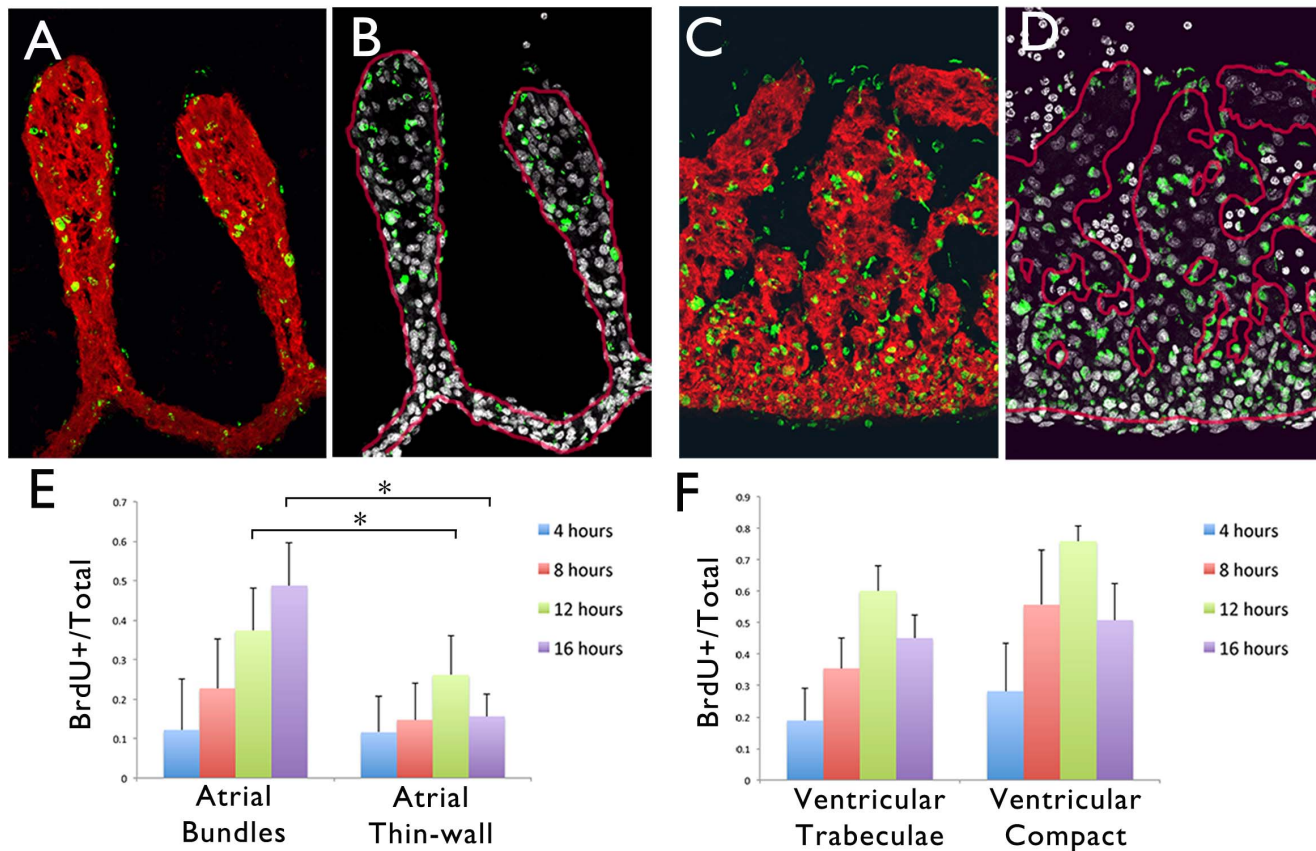 A
B
C
D
E
BrdU+/Total
0.7
0.6
0.5
0.4
0.3
0.2
0.1
0
*
*
4 hours
8 hours
12 hours
16 hours
Atrial
Bundles
Atrial
Thin-wall
F
BrdU+/Total
0.9
0.8
0.7
0.6
0.5
0.4
0.3
0.2
0.1
0
4 hours
8 hours
12 hours
16 hours
Ventricular
Trabeculae
Ventricular
Compact